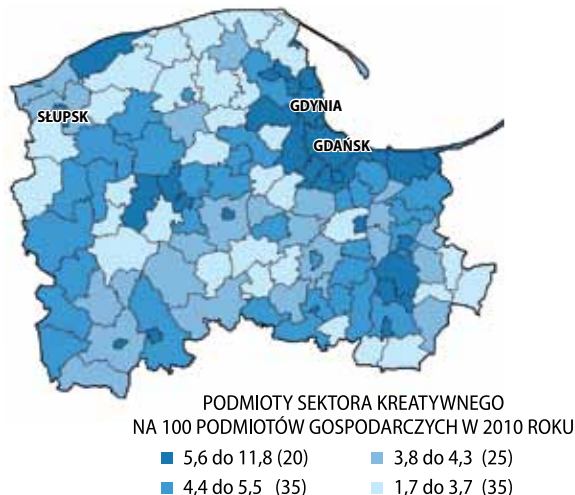 GDYNIA
SŁUPSK
GDAŃSK
PODMIOTY SEKTORA KREATYWNEGO
NA 100 PODMIOTÓW GOSPODARCZYCH W 2010 ROKU
5,6 do 11,8 (20) 3,8 do 4,3 (25)
4,4 do 5,5 (35) 1,7 do 3,7 (35)